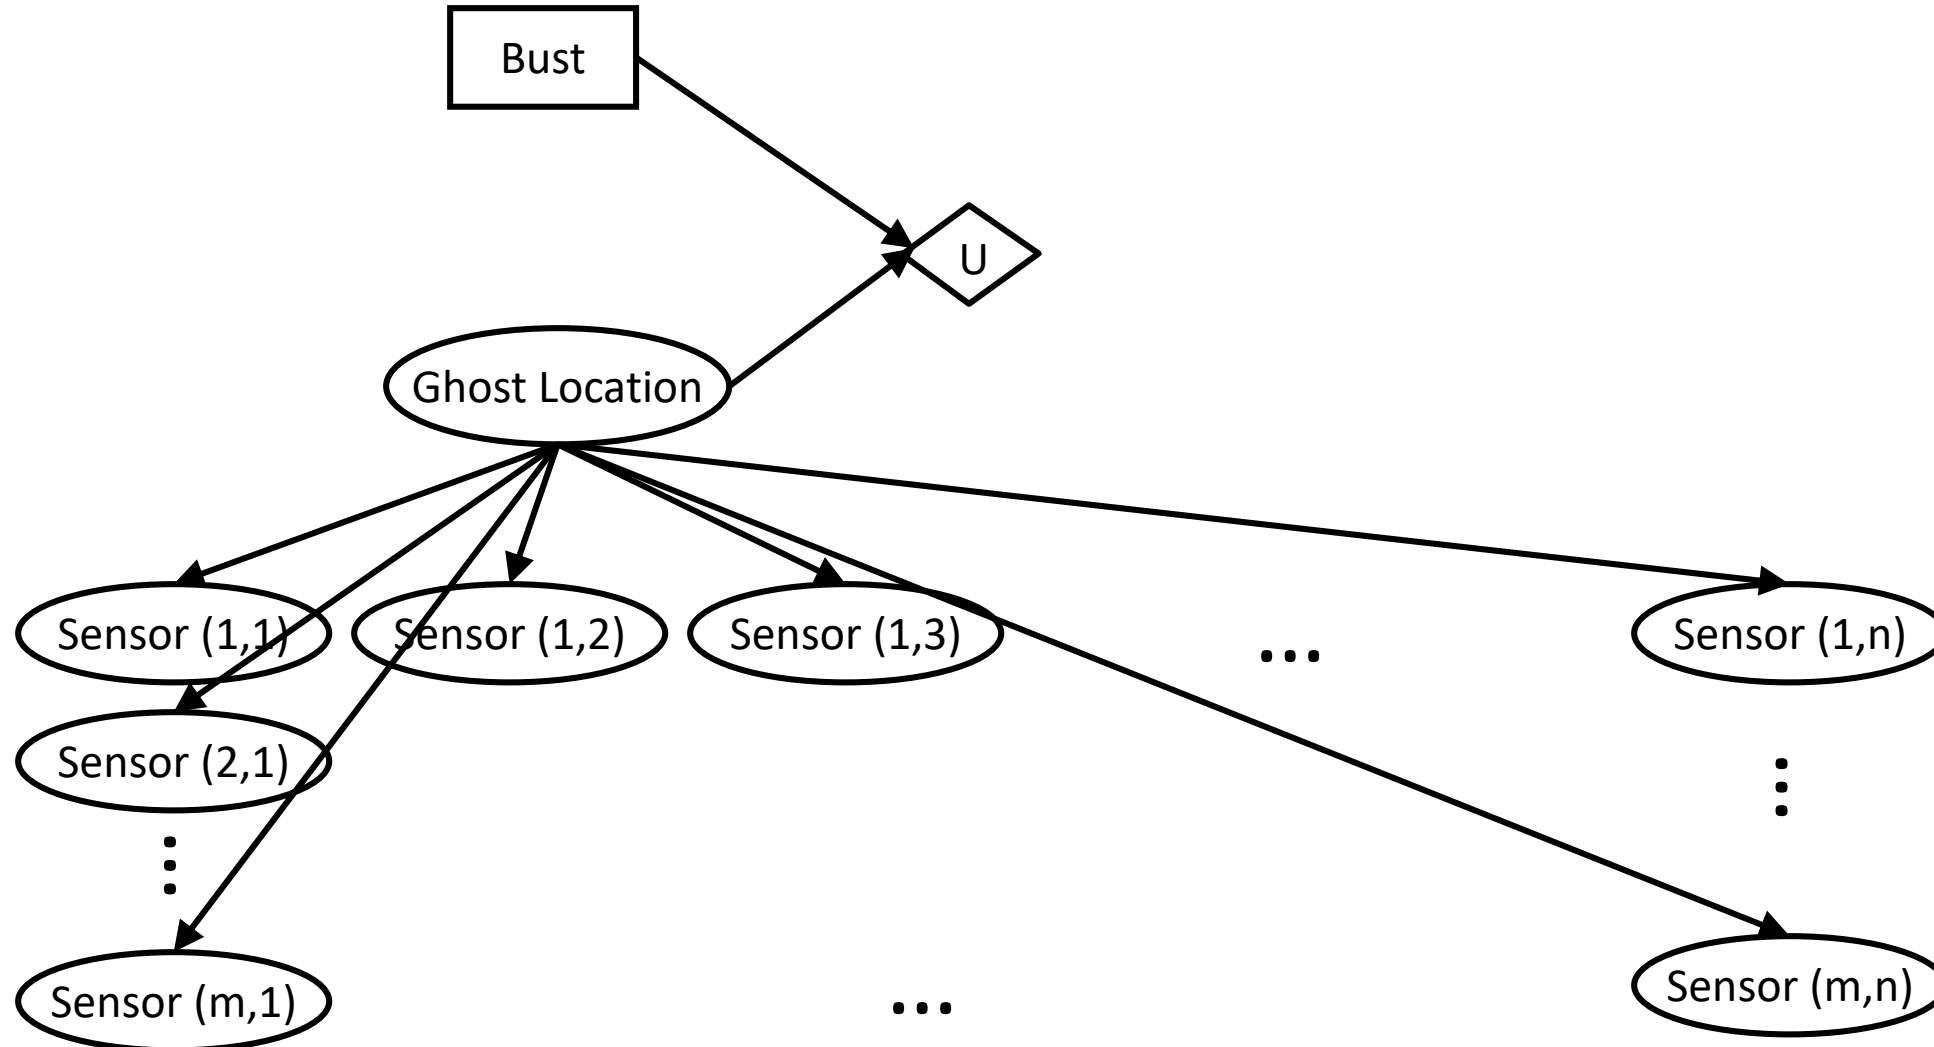 Bust
U
Ghost Location
Sensor (1,1)
Sensor (1,2)
Sensor (1,3)
...
Sensor (1,n)
Sensor (2,1)
...
...
Sensor (m,1)
...
Sensor (m,n)